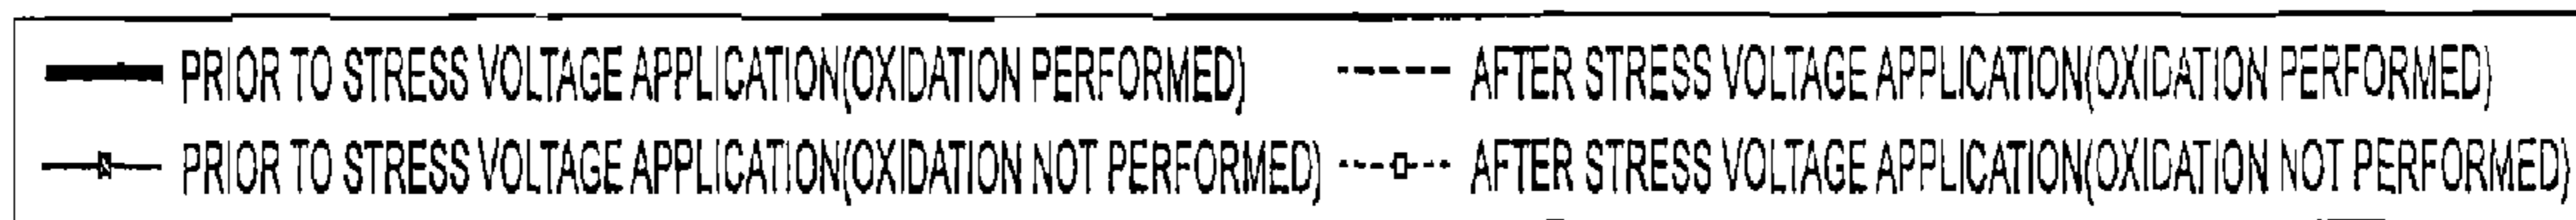 PRIOR TO STRESS VOLTAGE APPLICATION(OXIDATION PERFORMED) AFTER STRESS VOLTAGE APPLICATION(OXIDATION PERFORMED)
PRIOR TO STRESS VOLTAGE APPLICATION(OXIDATION NOT PERFORMED) AFTER STRESS VOLTAGE APPLICATION(OXIDATION NOT PERFORMED)